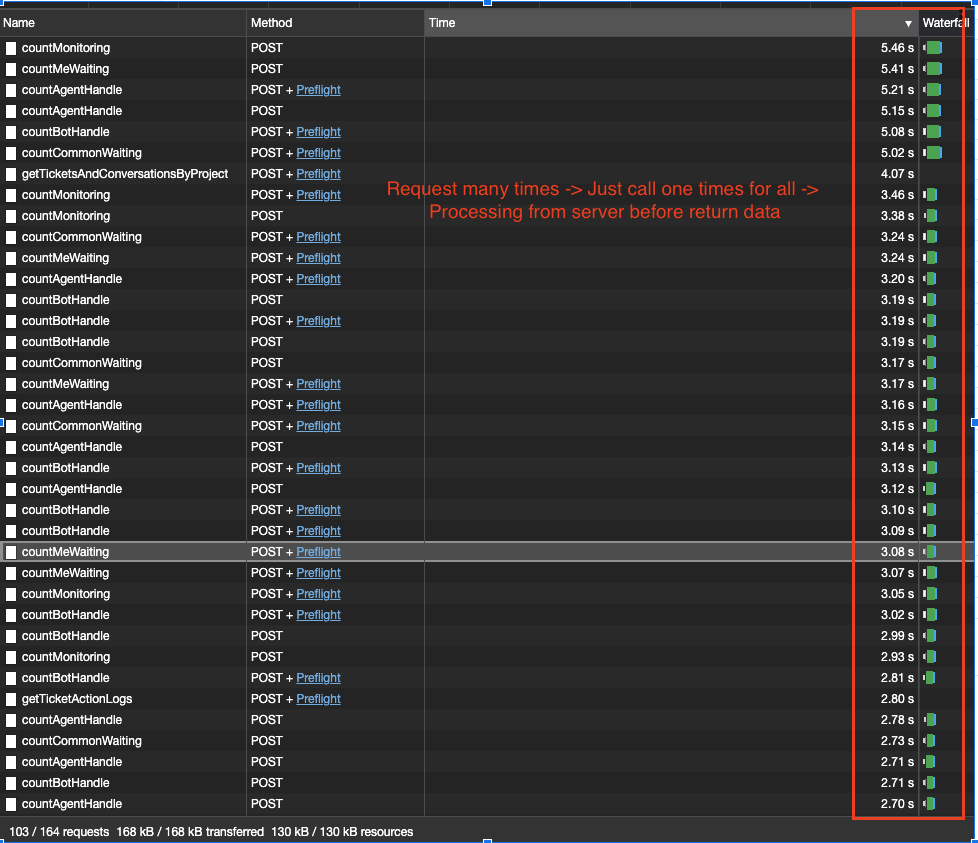 Name Method Time ▼ Waterfall
countMonitoring POST 5.46 s
countMeWaiting POST 5.41 s
countAgentHandle POST + Preflight 5.21 s
countAgentHandle POST 5.15 s
countBotHandle POST + Preflight 5.08 s
countCommonWaiting POST + Preflight 5.02 s
getTicketsAndConversationsByProject POST + Preflight 4.07 s
countMonitoring POST + Preflight 3.46 s
Request many times -> Just call one times for all ->
Processing from server before return data
countMonitoring POST 3.38 s
countCommonWaiting POST + Preflight 3.24 s
countMeWaiting POST + Preflight 3.24 s
countAgentHandle POST + Preflight 3.20 s
countBotHandle POST 3.19 s
countBotHandle POST + Preflight 3.19 s
countBotHandle POST 3.19 s
countCommonWaiting POST 3.17 s
countMeWaiting POST + Preflight 3.17 s
countAgentHandle POST + Preflight 3.16 s
countCommonWaiting POST + Preflight 3.15 s
countAgentHandle POST 3.14 s
countBotHandle POST + Preflight 3.13 s
countAgentHandle POST 3.12 s
countBotHandle POST + Preflight 3.10 s
countBotHandle POST + Preflight 3.09 s
countMeWaiting POST + Preflight 3.08 s
countMeWaiting POST + Preflight 3.07 s
countMonitoring POST + Preflight 3.05 s
countBotHandle POST + Preflight 3.02 s
countBotHandle POST 2.99 s
countMonitoring POST 2.93 s
countBotHandle POST + Preflight 2.81 s
getTicketActionLogs POST + Preflight 2.80 s
countAgentHandle POST 2.78 s
countCommonWaiting POST 2.73 s
countAgentHandle POST 2.71 s
countBotHandle POST 2.71 s
countAgentHandle POST 2.70 s
103 / 164 requests 168 kB / 168 kB transferred 130 kB / 130 kB resources